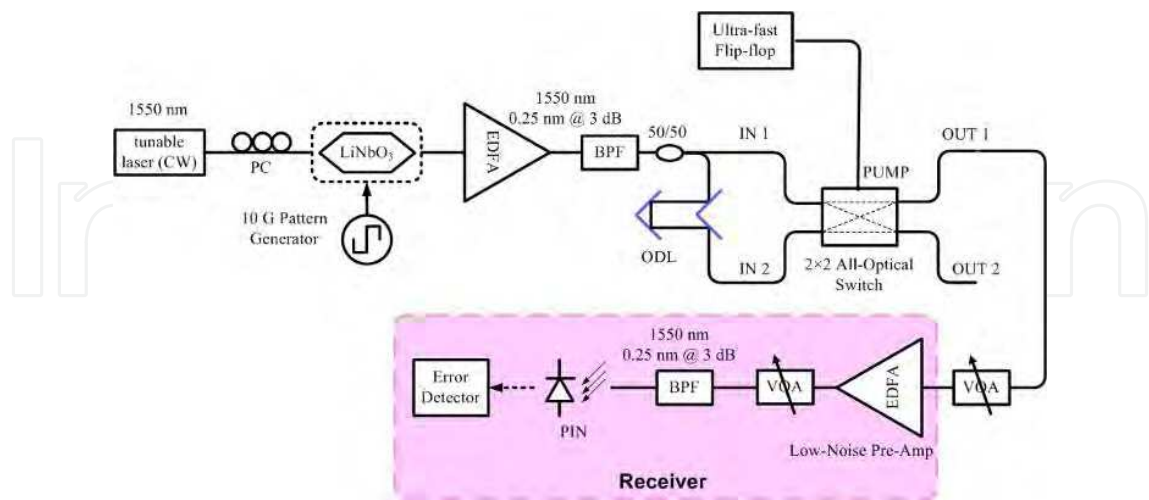 Ultra-fast
Flip-flop
1550 nm
tunable
laser (CW)
PC
LiNbO3
10 G Pattern
Generator
EDFA
1550 nm
0.25 nm @ 3 dB
BPF
50/50
ODL
IN 1
IN 2
PUMP
2×2 All-Optical
Switch
OUT 1
OUT 2
1550 nm
0.25 nm @ 3 dB
Error
Detector
PIN
BPF
VOA
EDFA
VOA
Low-Noise Pre-Amp
Receiver